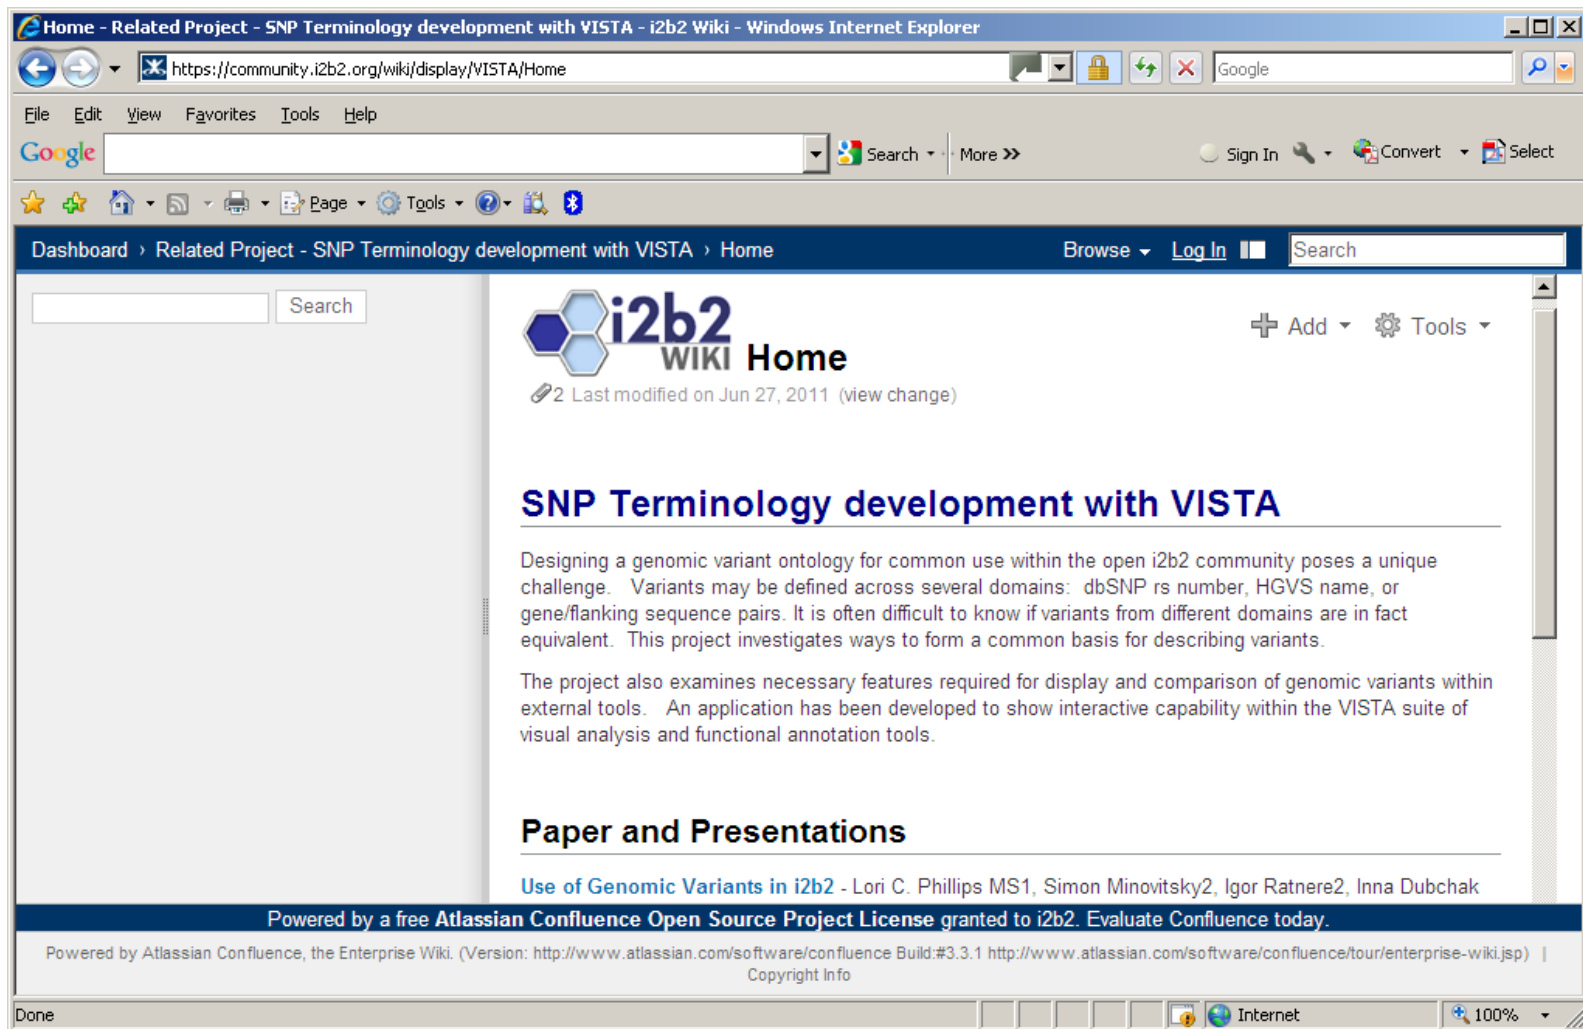 Home - Related Project - SNP Terminology development with VISTA - i2b2 Wiki - Windows Internet Explorer
https://community.i2b2.org/wiki/display/VISTA/Home
Google
File Edit View Favorites Tools Help
Google Search More >> Sign In Convert Select
Page Tools
Dashboard › Related Project - SNP Terminology development with VISTA › Home Browse Log In Search
Search
i2b2
WIKI Home
Add Tools
2 Last modified on Jun 27, 2011 (view change)
SNP Terminology development with VISTA
Designing a genomic variant ontology for common use within the open i2b2 community poses a unique
challenge. Variants may be defined across several domains: dbSNP rs number, HGVS name, or
gene/flanking sequence pairs. It is often difficult to know if variants from different domains are in fact
equivalent. This project investigates ways to form a common basis for describing variants.
The project also examines necessary features required for display and comparison of genomic variants within
external tools. An application has been developed to show interactive capability within the VISTA suite of
visual analysis and functional annotation tools.
Paper and Presentations
Use of Genomic Variants in i2b2 - Lori C. Phillips MS1, Simon Minovitsky2, Igor Ratnere2, Inna Dubchak
Powered by a free Atlassian Confluence Open Source Project License granted to i2b2. Evaluate Confluence today.
Powered by Atlassian Confluence, the Enterprise Wiki. (Version: http://www.atlassian.com/software/confluence Build:#3.3.1 http://www.atlassian.com/software/confluence/tour/enterprise-wiki.jsp) |
Copyright Info
Done Internet 100%